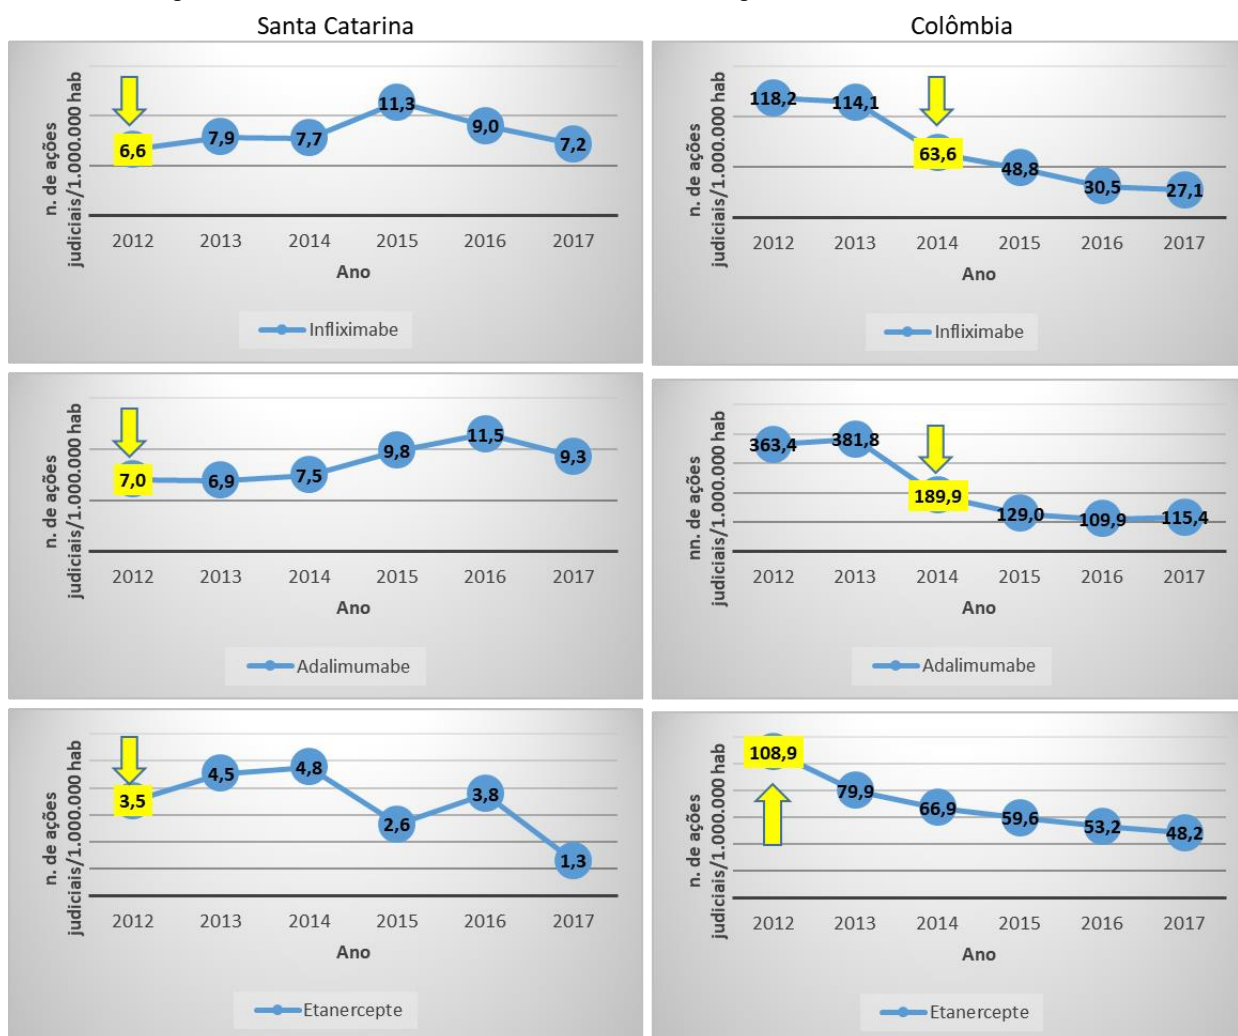 Santa Catarina
Colômbia
n. de ações
judiciais/1.000.000 hab
6,6
7,9
7,7
11,3
9,0
7,2
2012 2013 2014 2015 2016 2017
Ano
Infliximabe
n. de ações
judiciais/1.000.000 hab
118,2
114,1
63,6
48,8
30,5
27,1
2012 2013 2014 2015 2016 2017
Ano
Infliximabe
n. de ações
judiciais/1.000.000 hab
7,0
6,9
7,5
9,8
11,5
9,3
2012 2013 2014 2015 2016 2017
Ano
Adalimumabe
nn. de ações
judiciais/1.000.000 hab
363,4
381,8
189,9
129,0
109,9
115,4
2012 2013 2014 2015 2016 2017
Ano
Adalimumabe
n. de ações
judiciais/1.000.000 hab
3,5
4,5
4,8
2,6
3,8
1,3
2012 2013 2014 2015 2016 2017
Ano
Etanercepte
n. de ações
judiciais/1.000.000 hab
108,9
79,9
66,9
59,6
53,2
48,2
2012 2013 2014 2015 2016 2017
Ano
Etanercepte